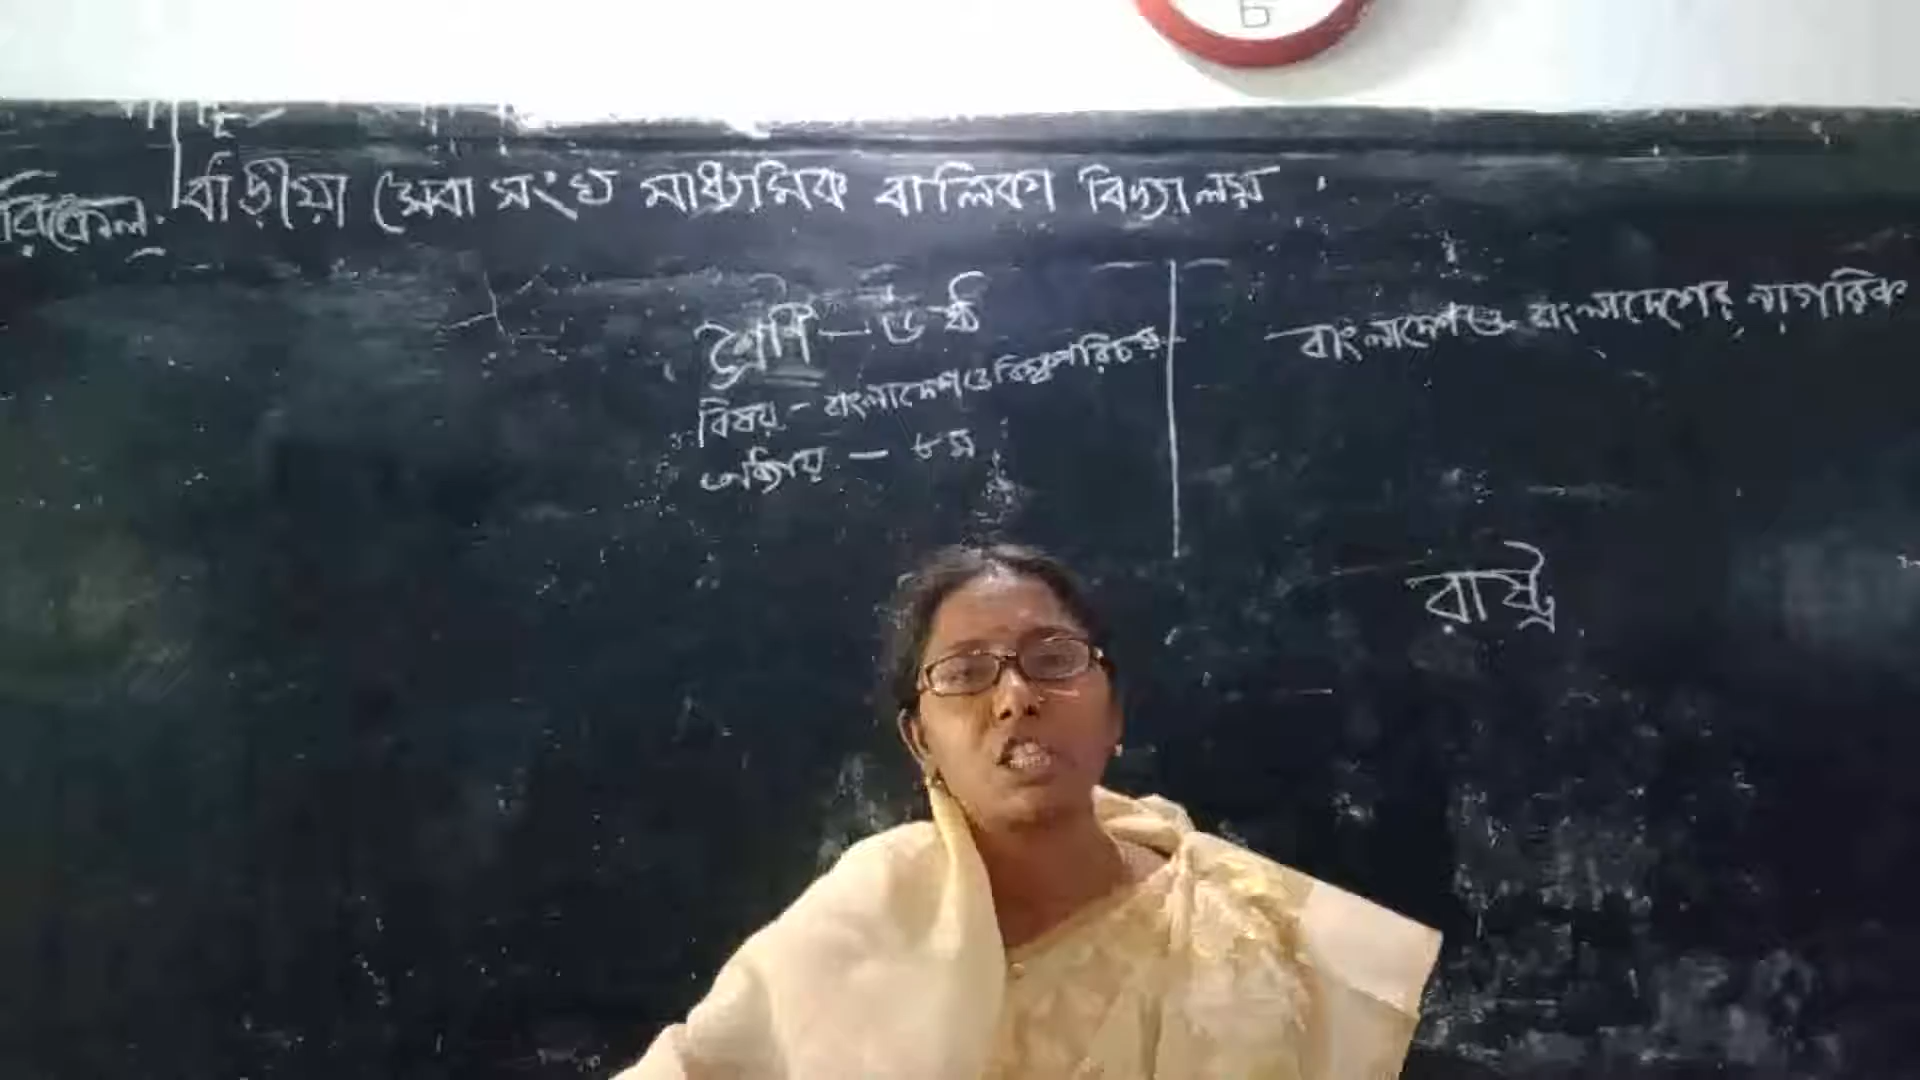 বাড়ীয়া সেবা সংঘ মাধ্যমিক বালিকা বিদ্যালয়
শ্রেণি - ৬ষ্ঠ
বিষয় - বাংলাদেশ ও বিশ্বপরিচয়
অধ্যায় - ৮ম
বাংলাদেশ ও বাংলাদেশের নাগরিক
রাষ্ট্র